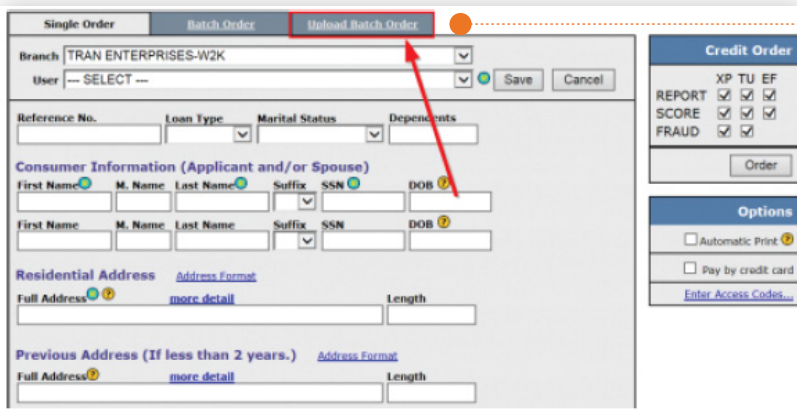 Single Order Batch Order Upload Batch Order
Branch TRAN ENTERPRISES-W2K
User --- SELECT --- Save Cancel
Reference No. Loan Type Marital Status Dependents
Consumer Information (Applicant and/or Spouse)
First Name M. Name Last Name Suffix SSN DOB ?
First Name M. Name Last Name Suffix SSN DOB ?
Residential Address Address Format
Full Address ? more detail Length
Previous Address (If less than 2 years.) Address Format
Full Address ? more detail Length
Credit Order
XP TU EF
REPORT
SCORE
FRAUD
Order
Options
Automatic Print ?
Pay by credit card
Enter Access Codes...